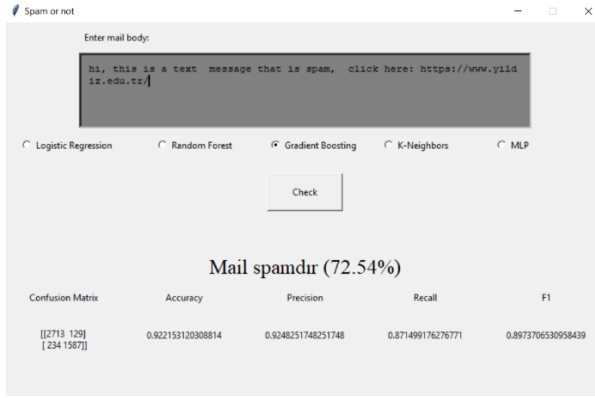 Spam or not
Enter mail body:
hi, this is a text  message that is spam,  click here: https://www.yild
iz.edu.tr/
Logistic Regression Random Forest Gradient Boosting K-Neighbors MLP
Check
Mail spamdır (72.54%)
Confusion Matrix Accuracy Precision Recall F1
[[2713  129]
[ 234 1587]] 0.922153120308814 0.9248251748251748 0.871499176276771 0.8973706530958439